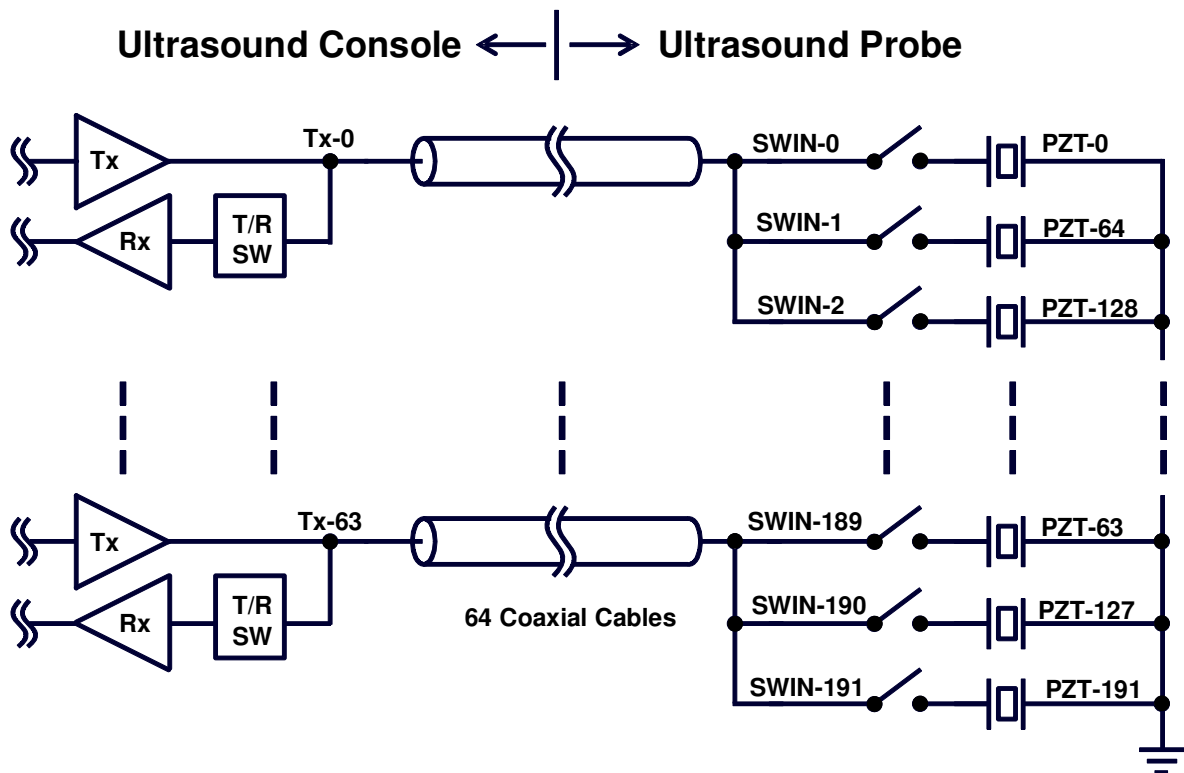 Ultrasound Console
Ultrasound Probe
Tx-0
SWIN-0
PZT-0
Tx
T/R
SW
Rx
SWIN-1
PZT-64
SWIN-2
PZT-128
Tx-63
SWIN-189
PZT-63
Tx
T/R
SW
Rx
64 Coaxial Cables
SWIN-190
PZT-127
SWIN-191
PZT-191